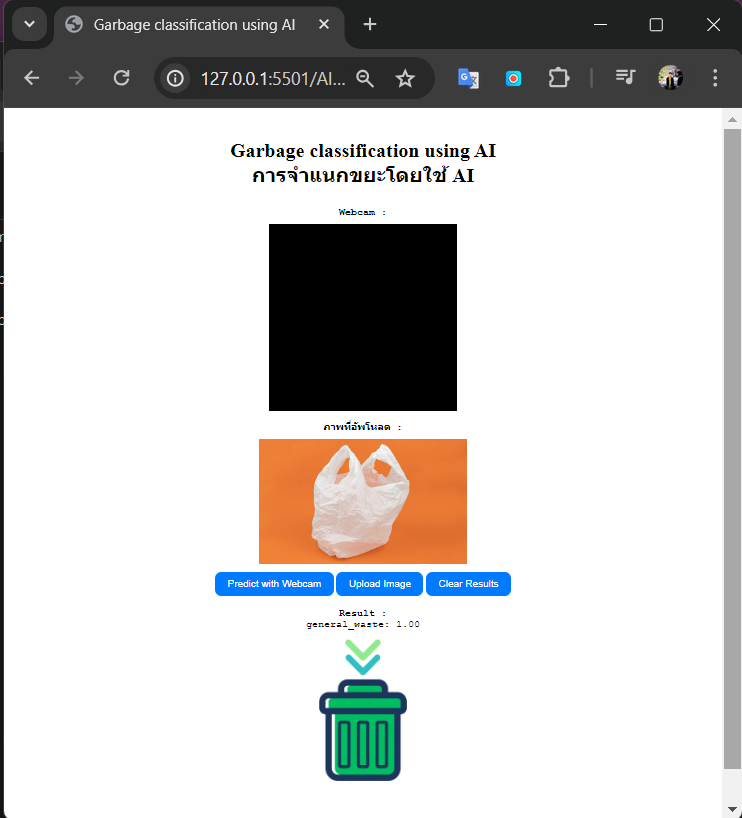 Garbage classification using AI
127.0.0.1:5501/AI...
Garbage classification using AI
การจำแนกขยะโดยใช้ AI
Webcam :
ภาพที่อัพโหลด :
Predict with Webcam Upload Image Clear Results
Result :
general_waste: 1.00